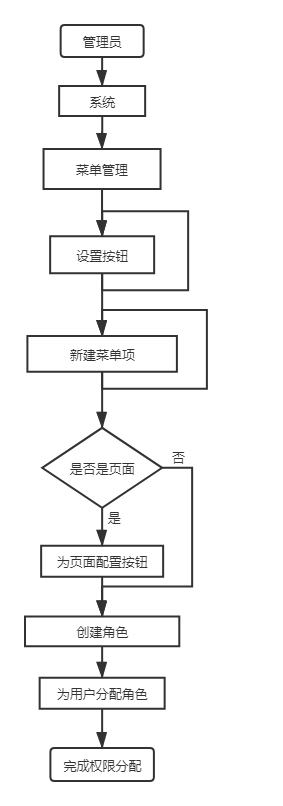 管理员
系统
菜单管理
设置按钮
新建菜单项
是否是页面
否
是
为页面配置按钮
创建角色
为用户分配角色
完成权限分配